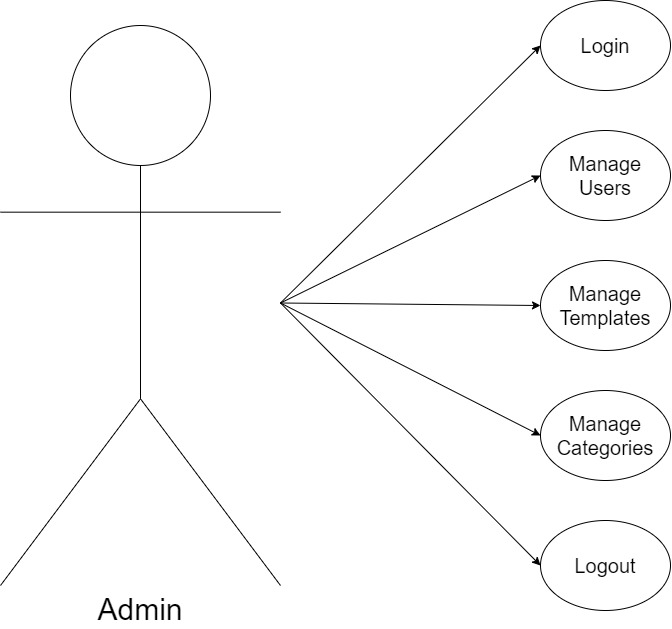 Login
Manage
Users
Manage
Templates
Manage
Categories
Logout
Admin